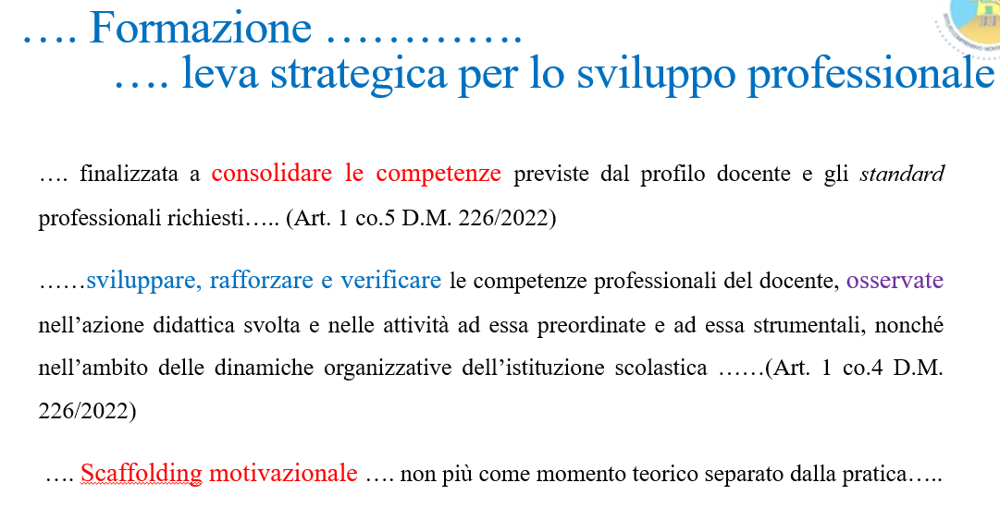 …. Formazione ………….
…. leva strategica per lo sviluppo professionale
…. finalizzata a consolidare le competenze previste dal profilo docente e gli standard
professionali richiesti….. (Art. 1 co.5 D.M. 226/2022)
……sviluppare, rafforzare e verificare le competenze professionali del docente, osservate
nell’azione didattica svolta e nelle attività ad essa preordinate e ad essa strumentali, nonché
nell’ambito delle dinamiche organizzative dell’istituzione scolastica ……(Art. 1 co.4 D.M.
226/2022)
…. Scaffolding motivazionale …. non più come momento teorico separato dalla pratica…..